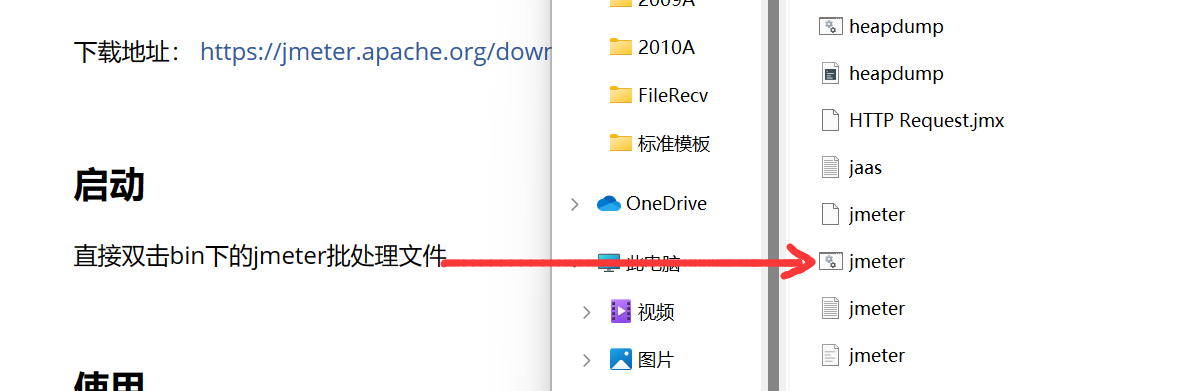 下载地址： https://jmeter.apache.org/dow
启动
直接双击bin下的jmeter批处理文件
使用
2009A
2010A
FileRecv
标准模板
OneDrive
此电脑
视频
图片
heapdump
heapdump
HTTP Request.jmx
jaas
jmeter
jmeter
jmeter
jmeter